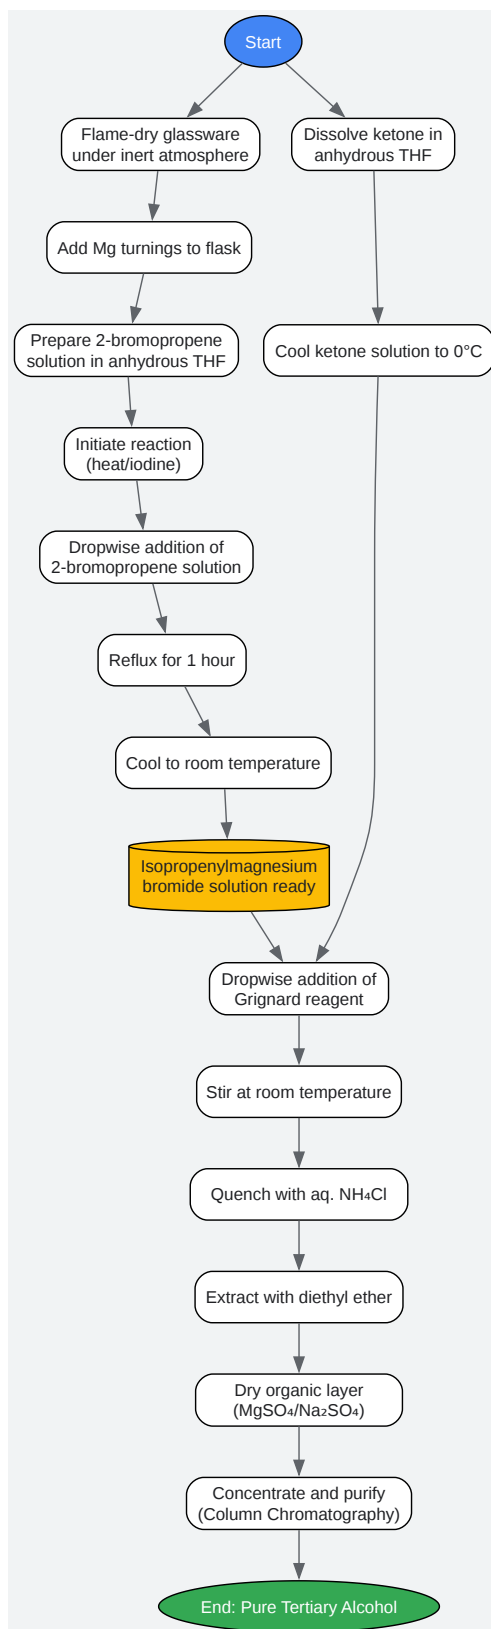 Start
Flame-dry glassware
under inert atmosphere
Dissolve ketone in
anhydrous THF
Add Mg turnings to flask
Prepare 2-bromopropene
solution in anhydrous THF
Cool ketone solution to 0°C
Initiate reaction
(heat/iodine)
Dropwise addition of
2-bromopropene solution
Reflux for 1 hour
Cool to room temperature
Isopropenylmagnesium
bromide solution ready
Dropwise addition of
Grignard reagent
Stir at room temperature
Quench with aq. NH₄Cl
Extract with diethyl ether
Dry organic layer
(MgSO₄/Na₂SO₄)
Concentrate and purify
(Column Chromatography)
End: Pure Tertiary Alcohol